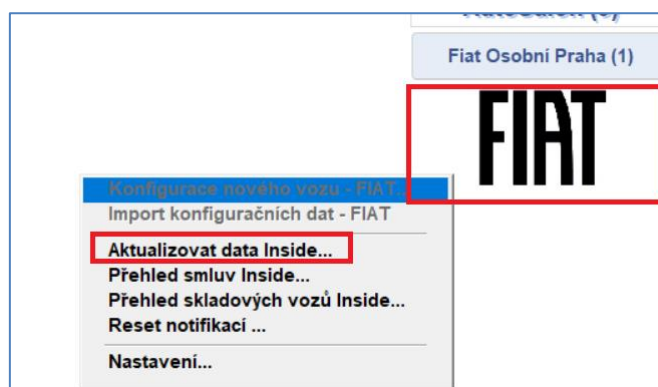 Fiat Osobní Praha (1)
FIAT
Konfigurace nového vozu - FIAT...
Import konfiguračních dat - FIAT
Aktualizovat data Inside...
Přehled smluv Inside...
Přehled skladových vozů Inside...
Reset notifikací ...
Nastavení...